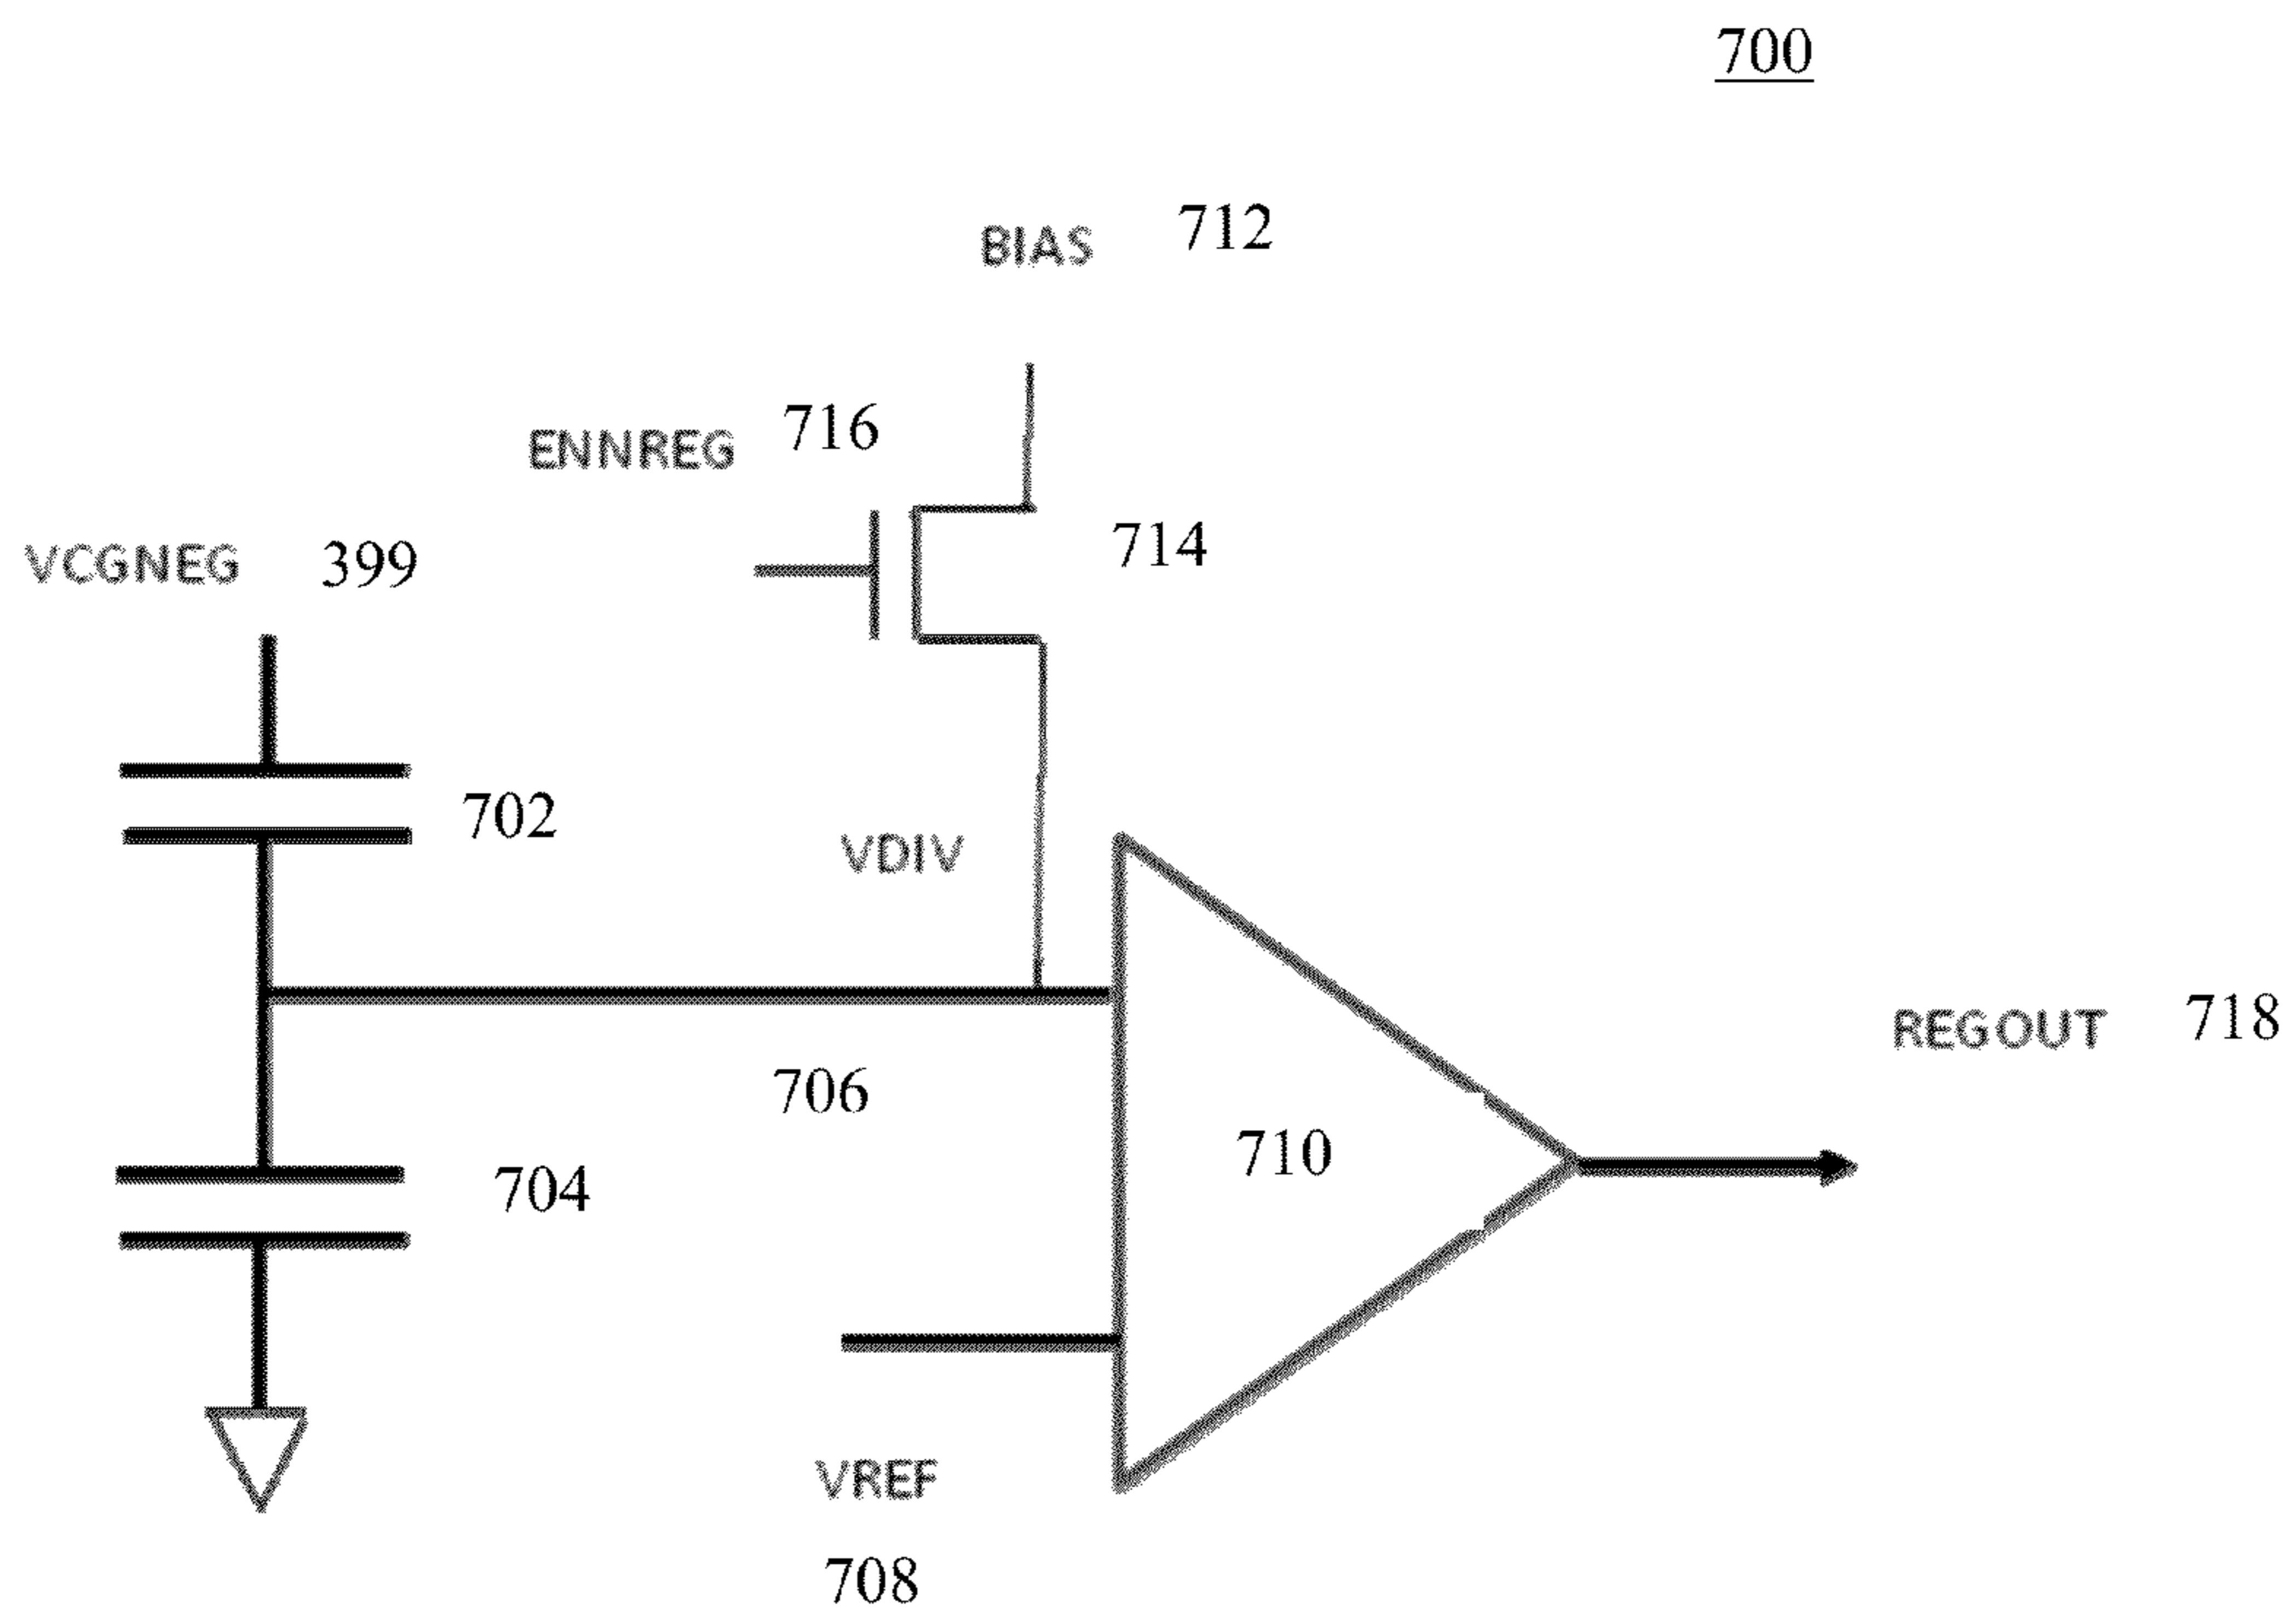 700
BIAS 712
ENNREG 716
714
VCGNEG 399
702
VDIV
REGOUT 718
706
710
704
VREF
708